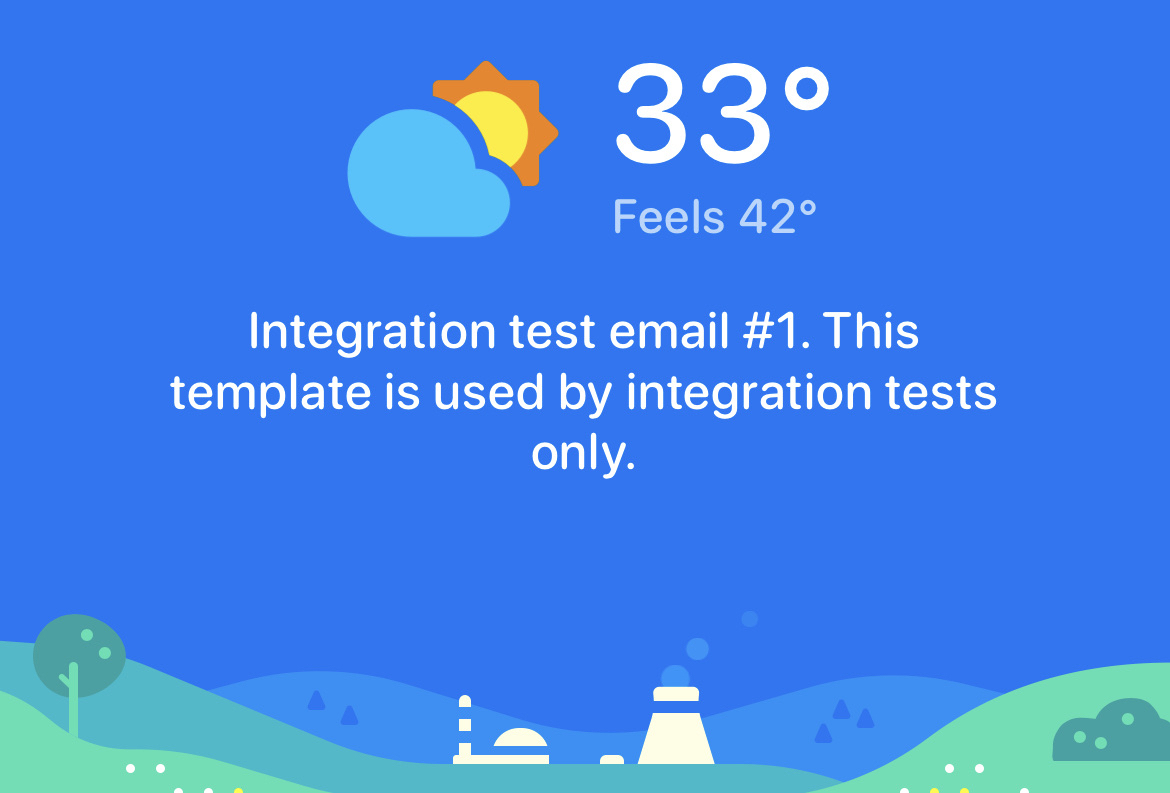 33°
Feels 42°
Integration test email #1. This
template is used by integration tests
only.